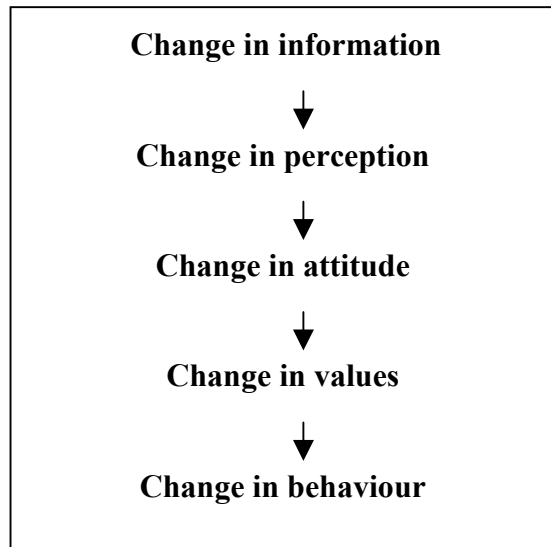 Change in information
Change in perception
Change in attitude
Change in values
Change in behaviour